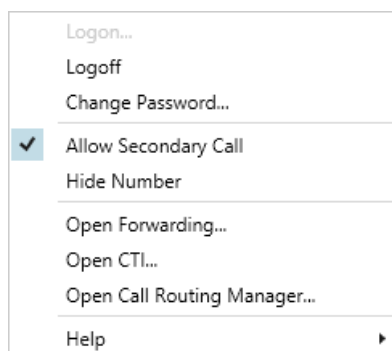 Logon...
Logoff
Change Password...
Allow Secondary Call
Hide Number
Open Forwarding...
Open CTI...
Open Call Routing Manager...
Help